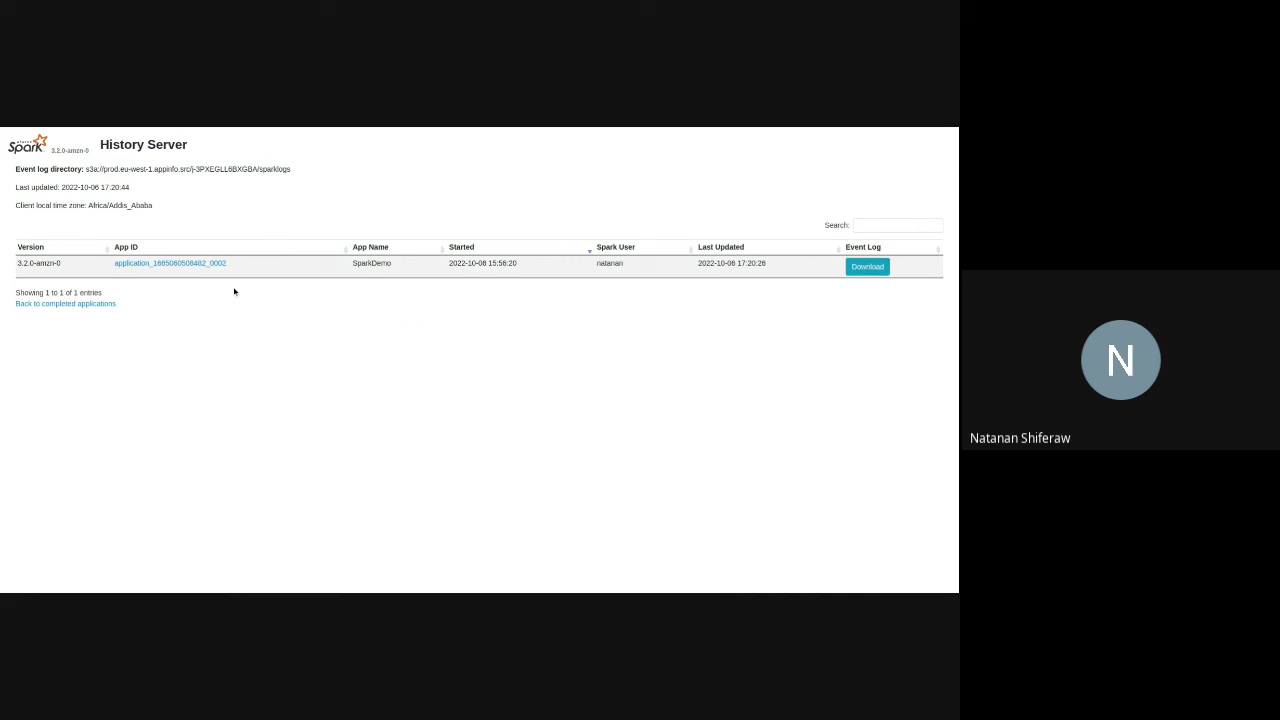 APACHE Spark 3.2.0-amzn-0 History Server
Event log directory: s3a://prod.eu-west-1.appinfo.src/j-3PXEGLL6BXGBA/sparklogs
Last updated: 2022-10-06 17:20:44
Client local time zone: Africa/Addis_Ababa
Search:
Version App ID App Name Started Spark User Last Updated Event Log
3.2.0-amzn-0 application_1665060508482_0002 SparkDemo 2022-10-06 15:56:20 natanan 2022-10-06 17:20:26 Download
Showing 1 to 1 of 1 entries
Back to completed applications
N
Natanan Shiferaw